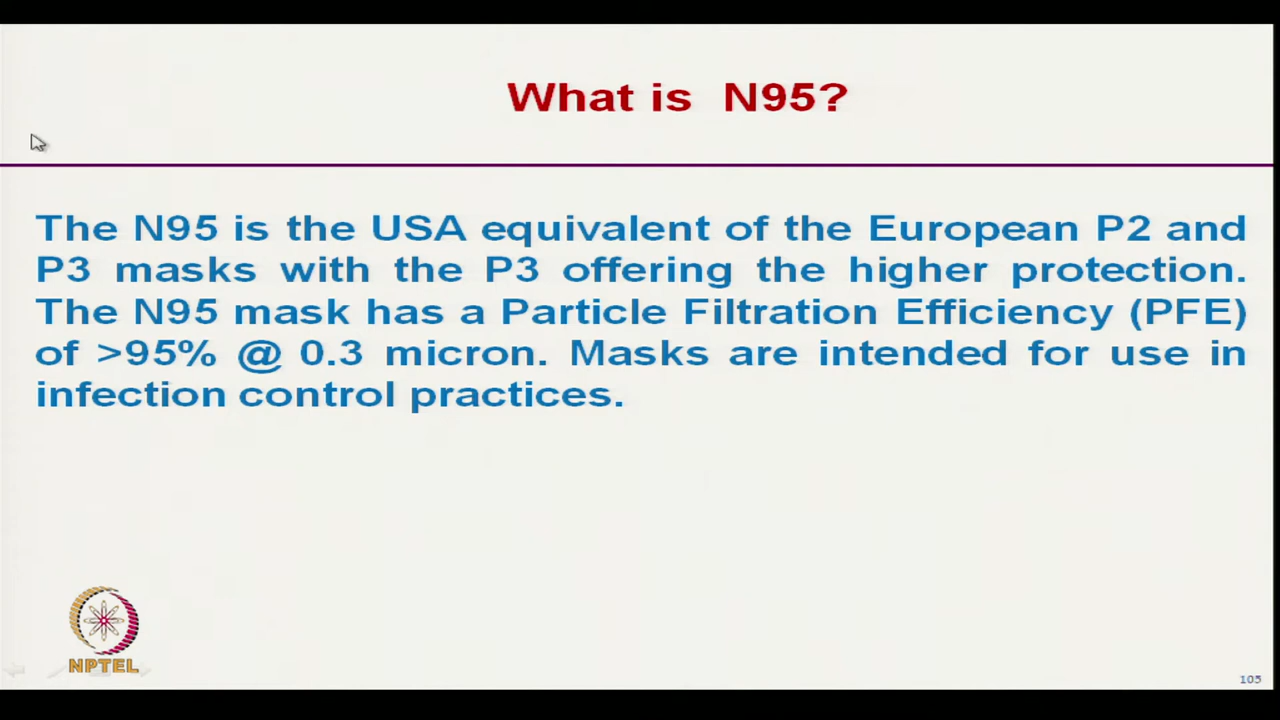 What is N95?
The N95 is the USA equivalent of the European P2 and
P3 masks with the P3 offering the higher protection.
The N95 mask has a Particle Filtration Efficiency (PFE)
of >95% @ 0.3 micron. Masks are intended for use in
infection control practices.
NPTEL
105